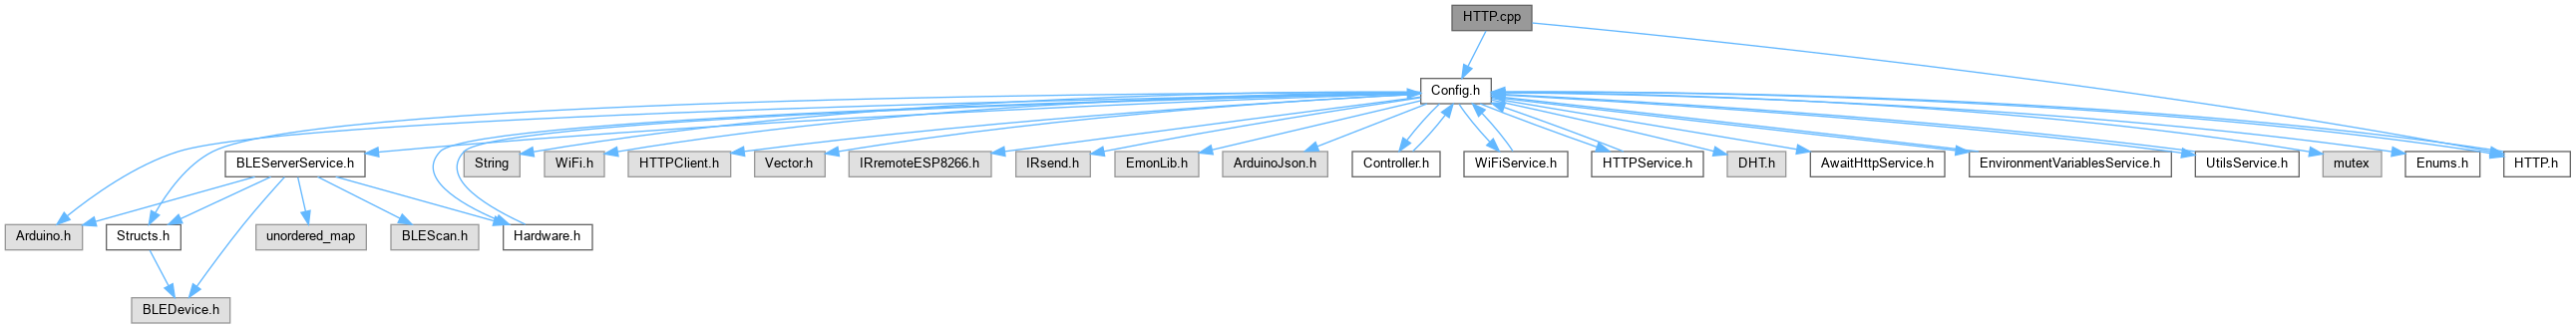 HTTP.cpp
Config.h
BLEServerService.h
String
WiFi.h
HTTPClient.h
Vector.h
IRremoteESP8266.h
IRsend.h
EmonLib.h
ArduinoJson.h
Controller.h
WiFiService.h
HTTPService.h
DHT.h
AwaitHttpService.h
EnvironmentVariablesService.h
UtilsService.h
mutex
Enums.h
HTTP.h
Arduino.h
Structs.h
unordered_map
BLEScan.h
Hardware.h
BLEDevice.h